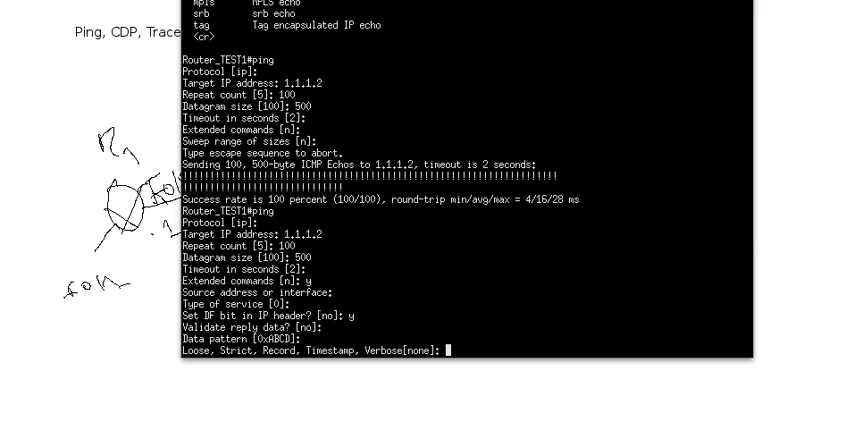 mpls MPLS echo
srb srb echo
tag Tag encapsulated IP echo
<cr>
Ping, CDP, Trace
Router_TEST1#ping
Protocol [ip]:
Target IP address: 1.1.1.2
Repeat count [5]: 100
Datagram size [100]: 500
Timeout in seconds [2]:
Extended commands [n]:
Sweep range of sizes [n]:
Type escape sequence to abort.
Sending 100, 500-byte ICMP Echos to 1.1.1.2, timeout is 2 seconds:
!!!!!!!!!!!!!!!!!!!!!!!!!!!!!!!!!!!!!!!!!!!!!!!!!!!!!!!!!!!!!!!!!!!!!!
!!!!!!!!!!!!!!!!!!!!!!!!!!!!!!
Success rate is 100 percent (100/100), round-trip min/avg/max = 4/16/28 ms
Router_TEST1#ping
Protocol [ip]:
Target IP address: 1.1.1.2
Repeat count [5]: 100
Datagram size [100]: 500
Timeout in seconds [2]:
Extended commands [n]: y
Source address or interface:
Type of service [0]:
Set DF bit in IP header? [no]: y
Validate reply data? [no]:
Data pattern [0xABCD]:
Loose, Strict, Record, Timestamp, Verbose[none]:
R1
.1